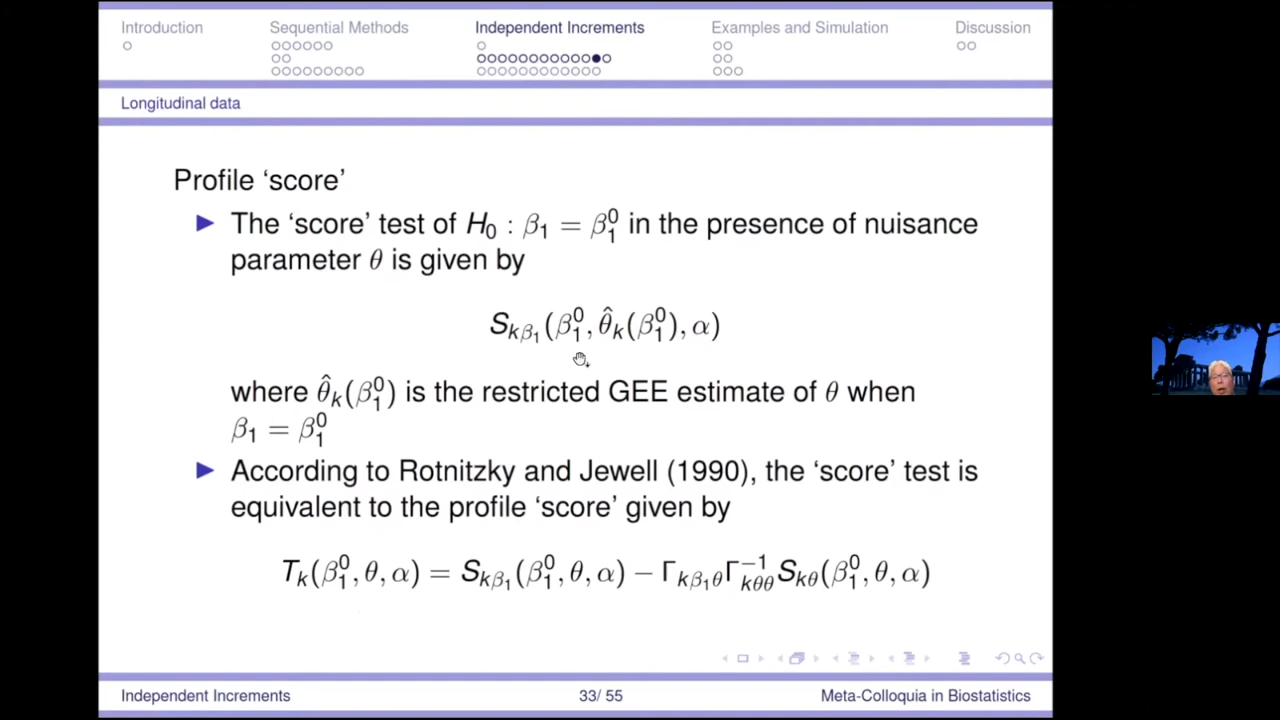 Introduction Sequential Methods Independent Increments Examples and Simulation Discussion
Longitudinal data
Profile ‘score’
The ‘score’ test of H₀ : β₁ = β₁⁰ in the presence of nuisance
parameter θ is given by
S_{kβ₁}(β₁⁰, θ̂ₖ(β₁⁰), α)
where θ̂ₖ(β₁⁰) is the restricted GEE estimate of θ when
β₁ = β₁⁰
According to Rotnitzky and Jewell (1990), the ‘score’ test is
equivalent to the profile ‘score’ given by
Tₖ(β₁⁰, θ, α) = S_{kβ₁}(β₁⁰, θ, α) − Γ_{kβ₁θ}Γ_{kθθ}^{−1}S_{kθ}(β₁⁰, θ, α)
Independent Increments 33/ 55 Meta-Colloquia in Biostatistics